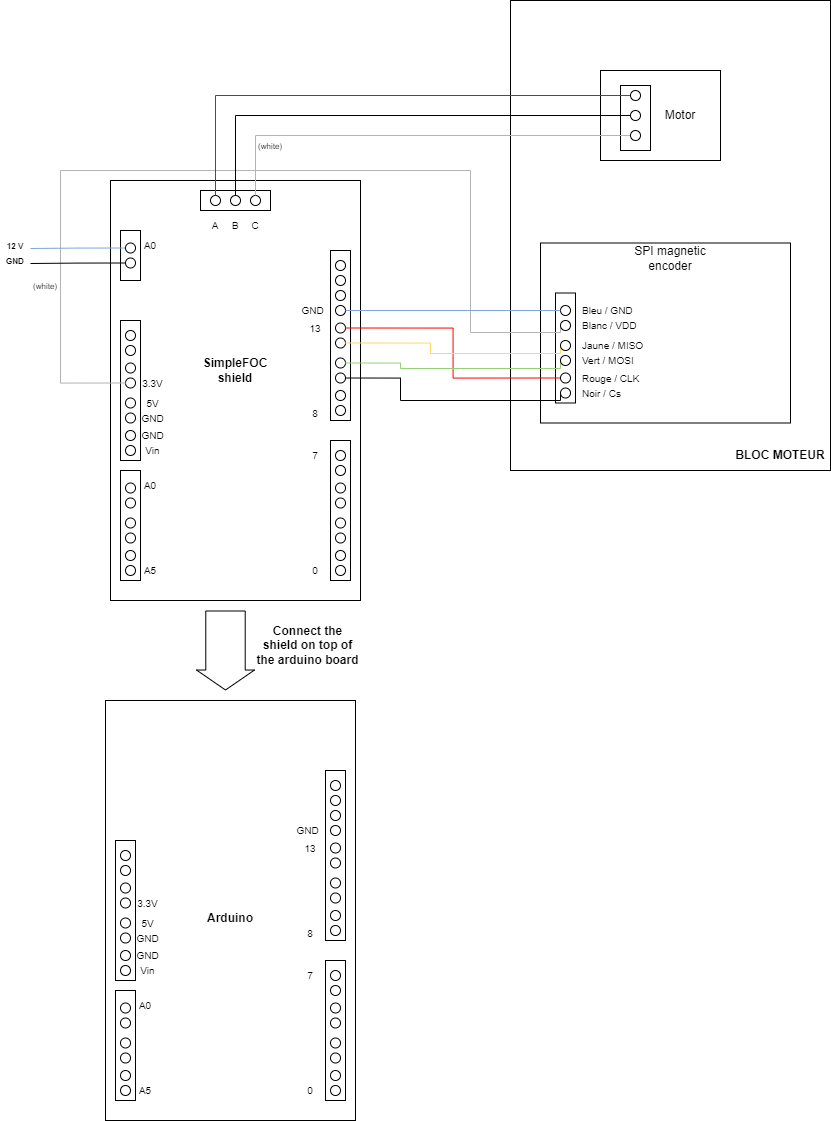 Motor
(white)
A B C
12 V
A0
GND
(white)
SPI magnetic
encoder
GND
Bleu / GND
13
Blanc / VDD
Jaune / MISO
Vert / MOSI
SimpleFOC
shield
Rouge / CLK
3.3V
Noir / Cs
5V
8
GND
GND
Vin
7
BLOC MOTEUR
A0
A5
0
Connect the
shield on top of
the arduino board
GND
13
3.3V
Arduino
5V
GND
8
GND
Vin
7
A0
A5
0